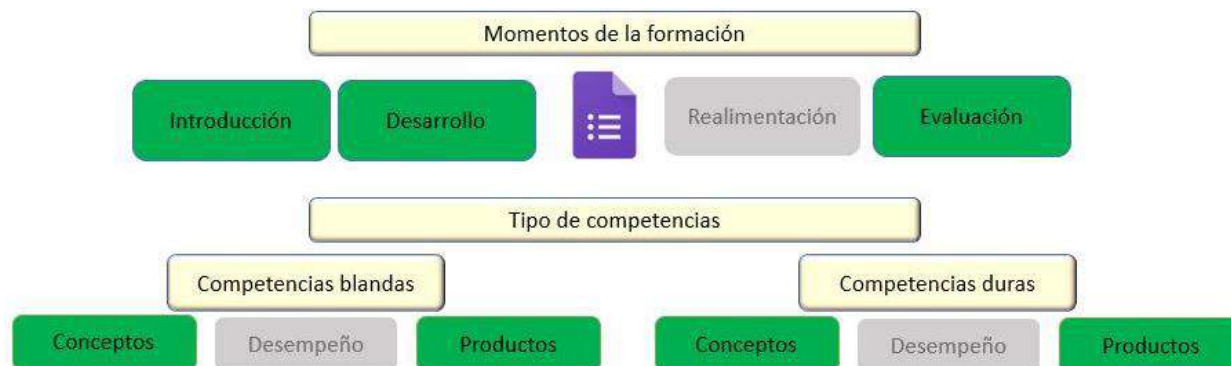 Momentos de la formación
Introducción
Desarrollo
Realimentación
Evaluación
Tipo de competencias
Competencias blandas
Competencias duras
Conceptos
Desempeño
Productos
Conceptos
Desempeño
Productos